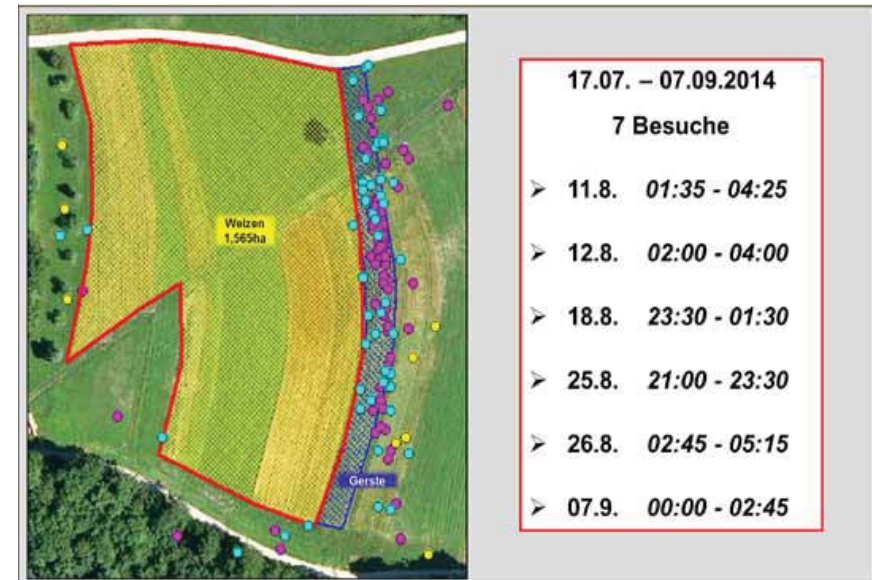 Weizen
1,565ha
Gerste
17.07. – 07.09.2014
7 Besuche
➢ 11.8. 01:35 - 04:25
➢ 12.8. 02:00 - 04:00
➢ 18.8. 23:30 - 01:30
➢ 25.8. 21:00 - 23:30
➢ 26.8. 02:45 - 05:15
➢ 07.9. 00:00 - 02:45